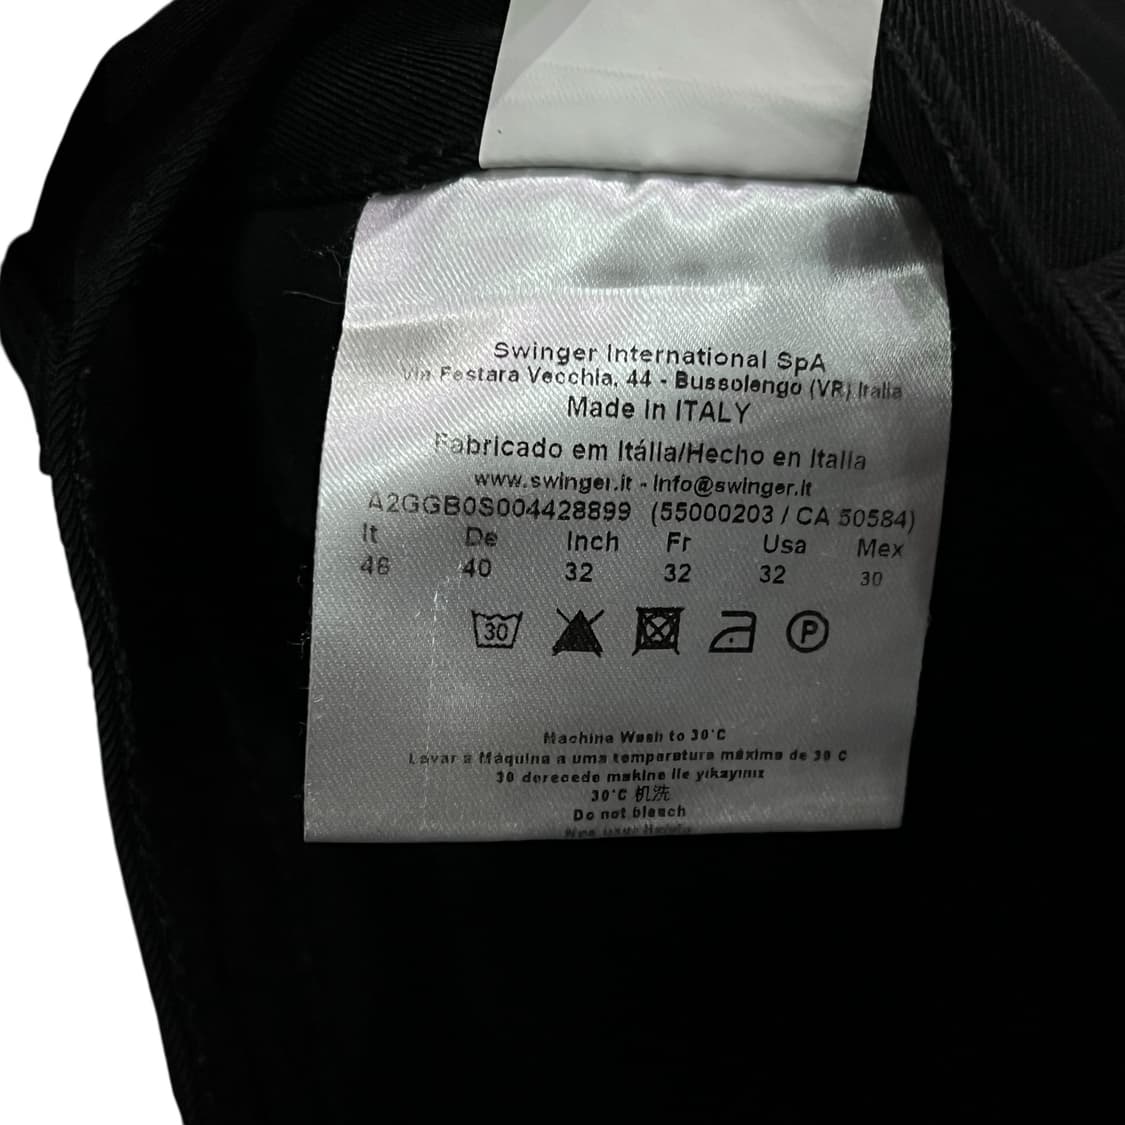 Swinger International SpA
Via Festara Vecchia, 44 - Bussolengo (VR) Italia
Made in ITALY
Fabricado em Itálla/Hecho en Italia
www.swinger.it - Info@swinger.it
A2GGB0S004428899 (55000203 / CA 50584)
It De Inch Fr Usa Mex
46 40 32 32 32 30
30 P
Machine Wash to 30°C
Lavar a Máquina a uma temperatura máxima de 30 C
30 derecede makine ile yıkayınız
30°C 机洗
Do not bleach